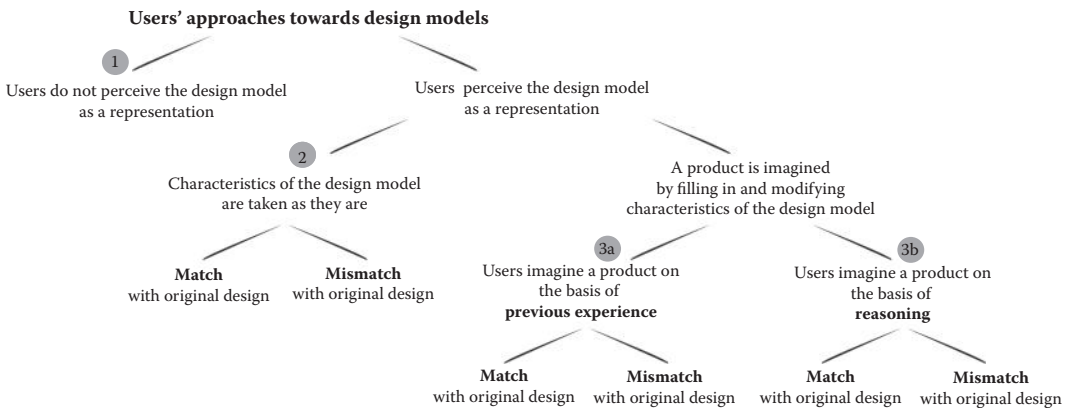 Users’ approaches towards design models
1
Users do not perceive the design model
as a representation
Users perceive the design model
as a representation
2
Characteristics of the design model
are taken as they are
A product is imagined
by filling in and modifying
characteristics of the design model
Match
with original design
Mismatch
with original design
3a
Users imagine a product on
the basis of
previous experience
3b
Users imagine a product on
the basis of
reasoning
Match
with original design
Mismatch
with original design
Match
with original design
Mismatch
with original design